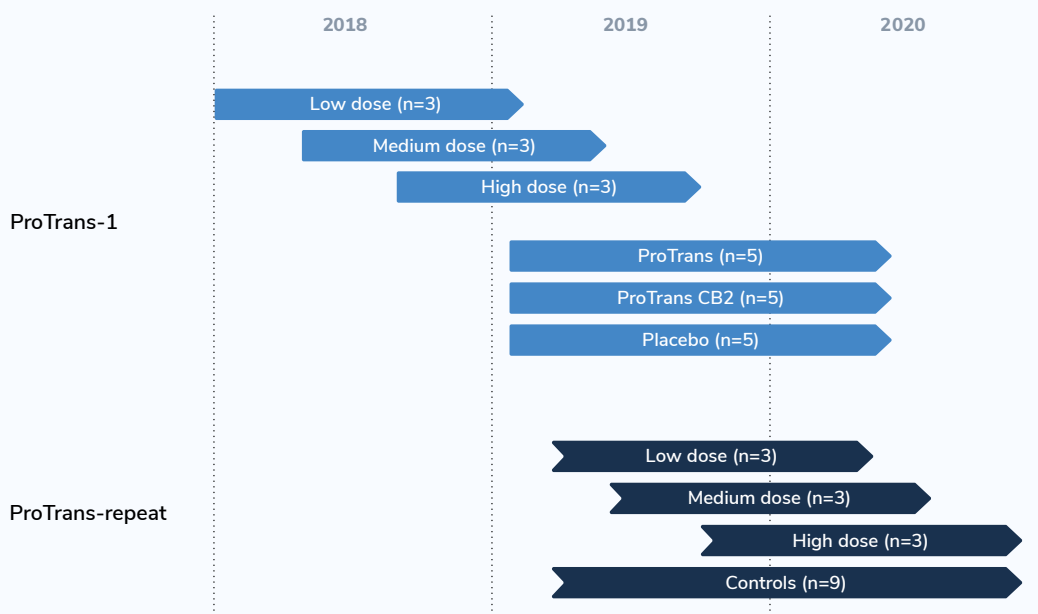 2018 2019 2020
Low dose (n=3)
Medium dose (n=3)
High dose (n=3)
ProTrans-1
ProTrans (n=5)
ProTrans CB2 (n=5)
Placebo (n=5)
Low dose (n=3)
Medium dose (n=3)
ProTrans-repeat
High dose (n=3)
Controls (n=9)